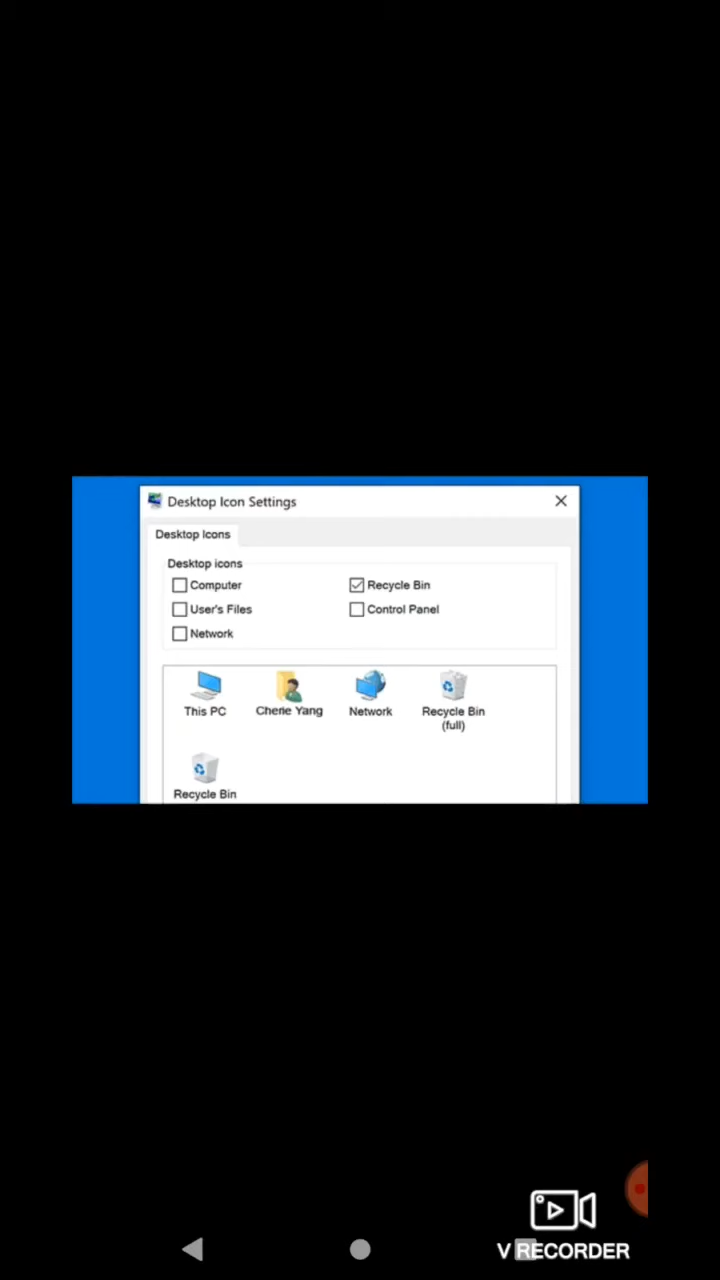 Desktop Icon Settings
Desktop Icons
Desktop icons
Computer
Recycle Bin
User's Files
Control Panel
Network
This PC
Cherie Yang
Network
Recycle Bin
(full)
Recycle Bin
V RECORDER